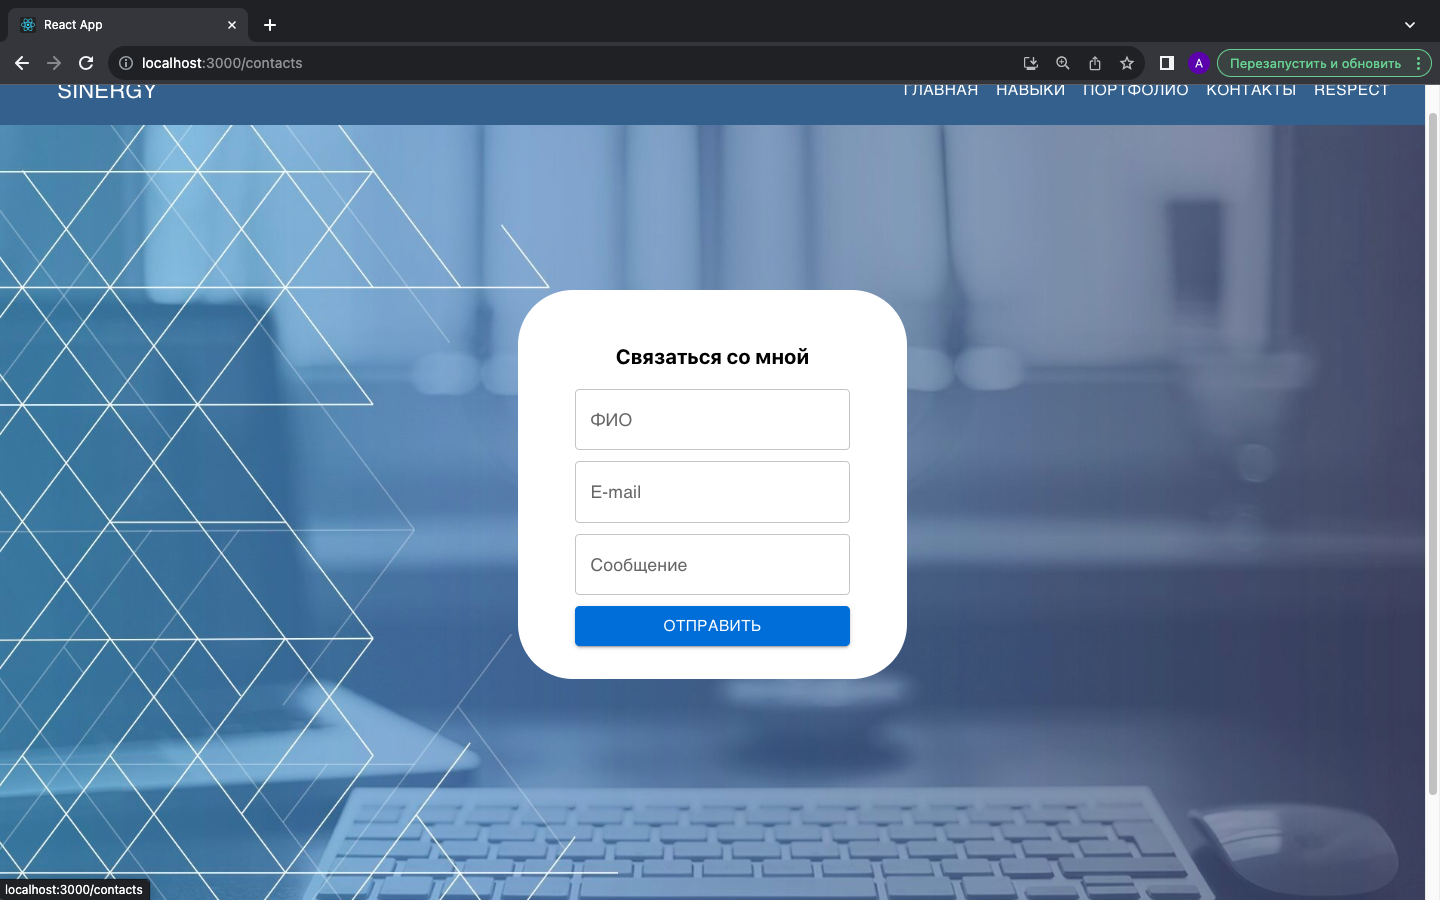 React App
localhost:3000/contacts
A
Перезапустить и обновить
SINERGY
ГЛАВНАЯ НАВЫКИ ПОРТФОЛИО КОНТАКТЫ RESPECT
Связаться со мной
ФИО
E-mail
Сообщение
ОТПРАВИТЬ
localhost:3000/contacts